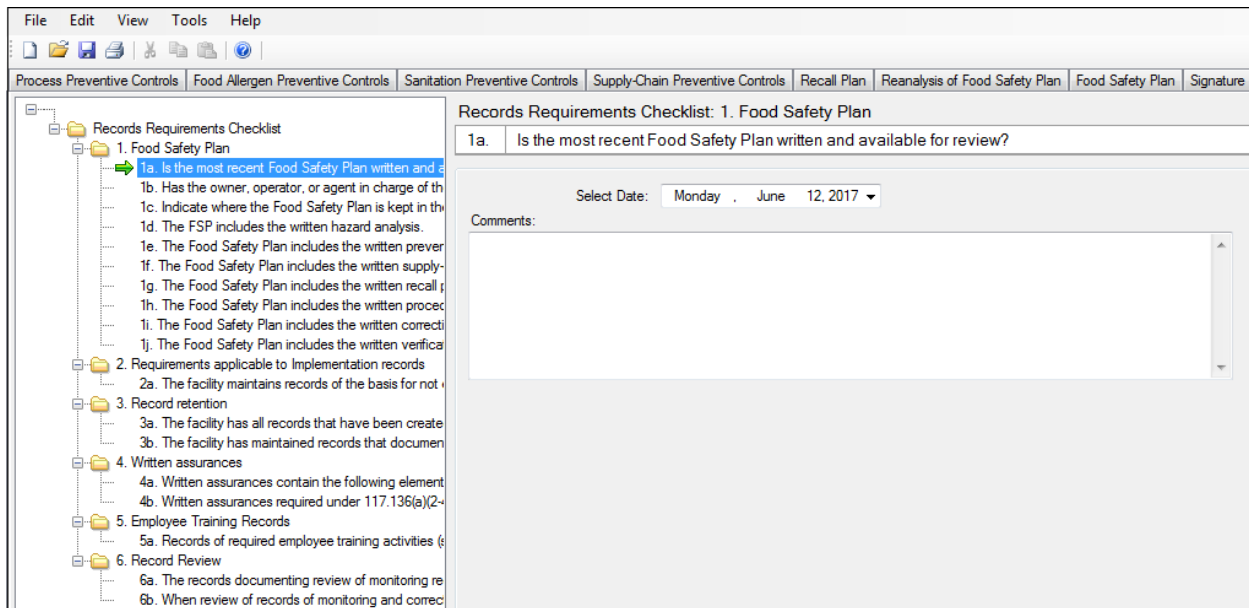 File Edit View Tools Help
Process Preventive Controls Food Allergen Preventive Controls Sanitation Preventive Controls Supply-Chain Preventive Controls Recall Plan Reanalysis of Food Safety Plan Food Safety Plan Signature
Records Requirements Checklist
1. Food Safety Plan
1a. Is the most recent Food Safety Plan written and a
1b. Has the owner, operator, or agent in charge of th
1c. Indicate where the Food Safety Plan is kept in the
1d. The FSP includes the written hazard analysis.
1e. The Food Safety Plan includes the written preven
1f. The Food Safety Plan includes the written supply-
1g. The Food Safety Plan includes the written recall p
1h. The Food Safety Plan includes the written proced
1i. The Food Safety Plan includes the written correcti
1j. The Food Safety Plan includes the written verifica
2. Requirements applicable to Implementation records
2a. The facility maintains records of the basis for not
3. Record retention
3a. The facility has all records that have been create
3b. The facility has maintained records that documen
4. Written assurances
4a. Written assurances contain the following element
4b. Written assurances required under 117.136(a)(2-4
5. Employee Training Records
5a. Records of required employee training activities (s
6. Record Review
6a. The records documenting review of monitoring re
6b. When review of records of monitoring and correc
Records Requirements Checklist: 1. Food Safety Plan
1a. Is the most recent Food Safety Plan written and available for review?
Select Date: Monday , June 12, 2017
Comments: